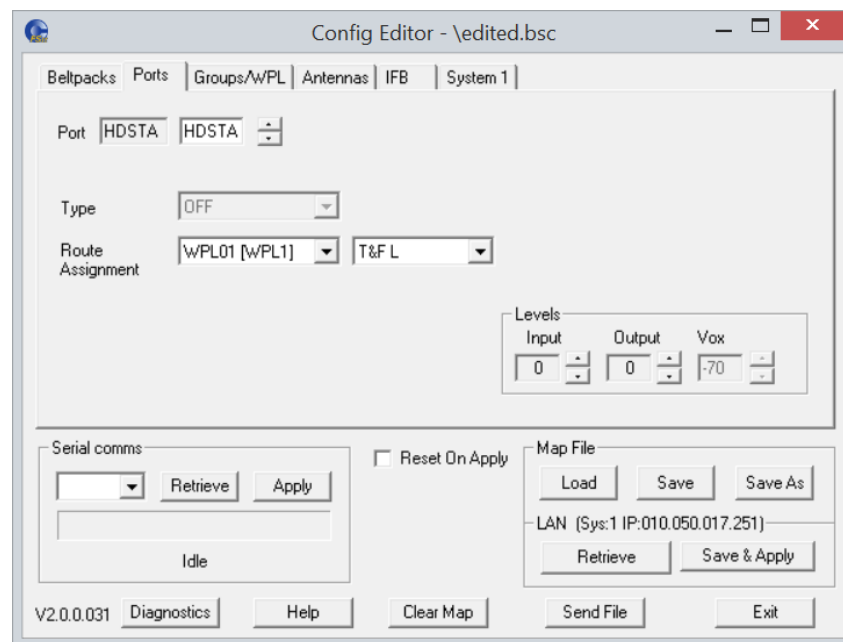 Config Editor - \edited.bsc
Beltpacks Ports Groups/WPL Antennas IFB System 1
Port HDSTA HDSTA
Type OFF
Route Assignment WPL01 [WPL1] T&F L
Levels
Input Output Vox
0 0 -70
Serial comms
Retrieve Apply
Idle
Reset On Apply
Map File
Load Save Save As
LAN (Sys:1 IP:010.050.017.251)
Retrieve Save & Apply
V2.0.0.031 Diagnostics Help Clear Map Send File Exit